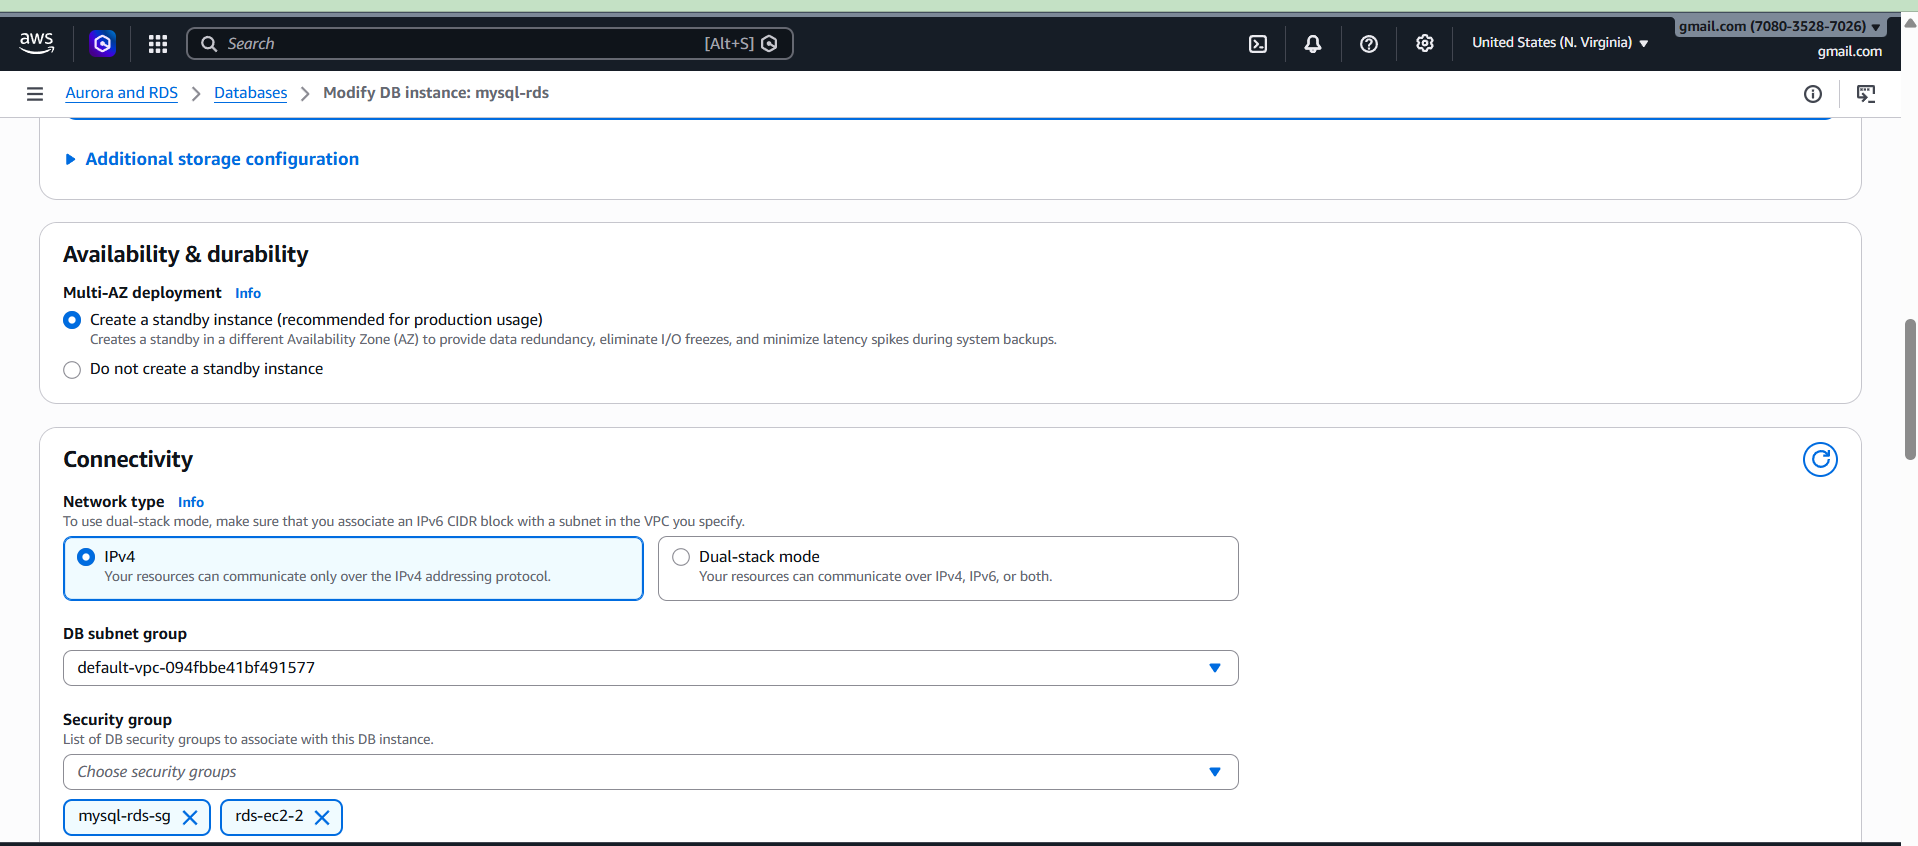 aws
Search [Alt+S]
United States (N. Virginia)
gmail.com (7080-3528-7026)
gmail.com
Aurora and RDS
Databases
Modify DB instance: mysql-rds
Additional storage configuration
Availability & durability
Multi-AZ deployment Info
Create a standby instance (recommended for production usage)
Creates a standby in a different Availability Zone (AZ) to provide data redundancy, eliminate I/O freezes, and minimize latency spikes during system backups.
Do not create a standby instance
Connectivity
Network type Info
To use dual-stack mode, make sure that you associate an IPv6 CIDR block with a subnet in the VPC you specify.
IPv4
Your resources can communicate only over the IPv4 addressing protocol.
Dual-stack mode
Your resources can communicate over IPv4, IPv6, or both.
DB subnet group
default-vpc-094fbbe41bf491577
Security group
List of DB security groups to associate with this DB instance.
Choose security groups
mysql-rds-sg
rds-ec2-2